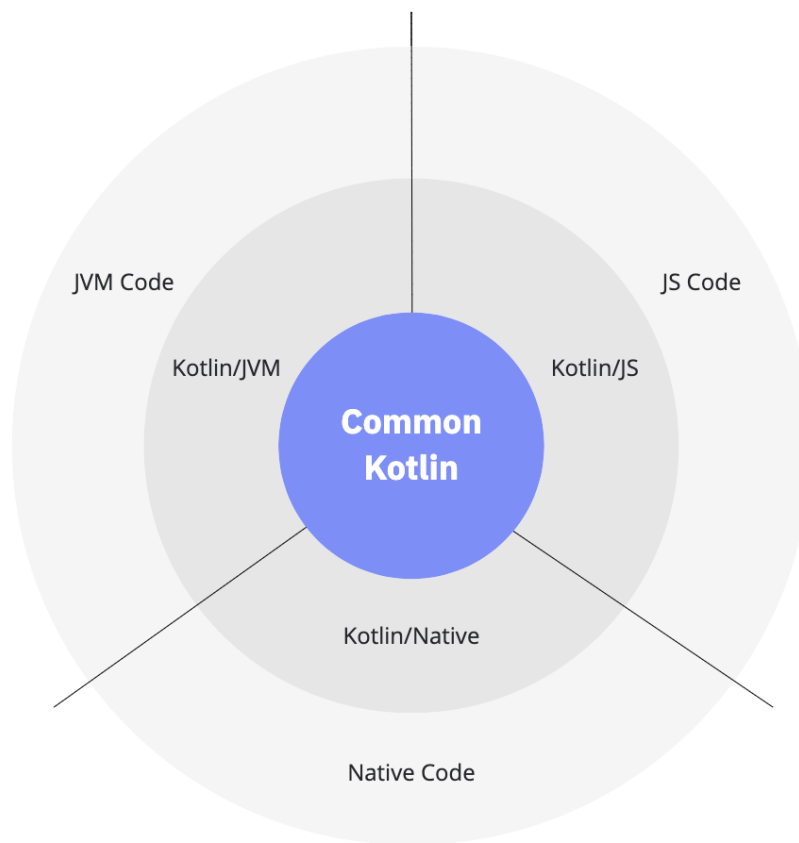 JVM Code
JS Code
Kotlin/JVM
Kotlin/JS
Common
Kotlin
Kotlin/Native
Native Code